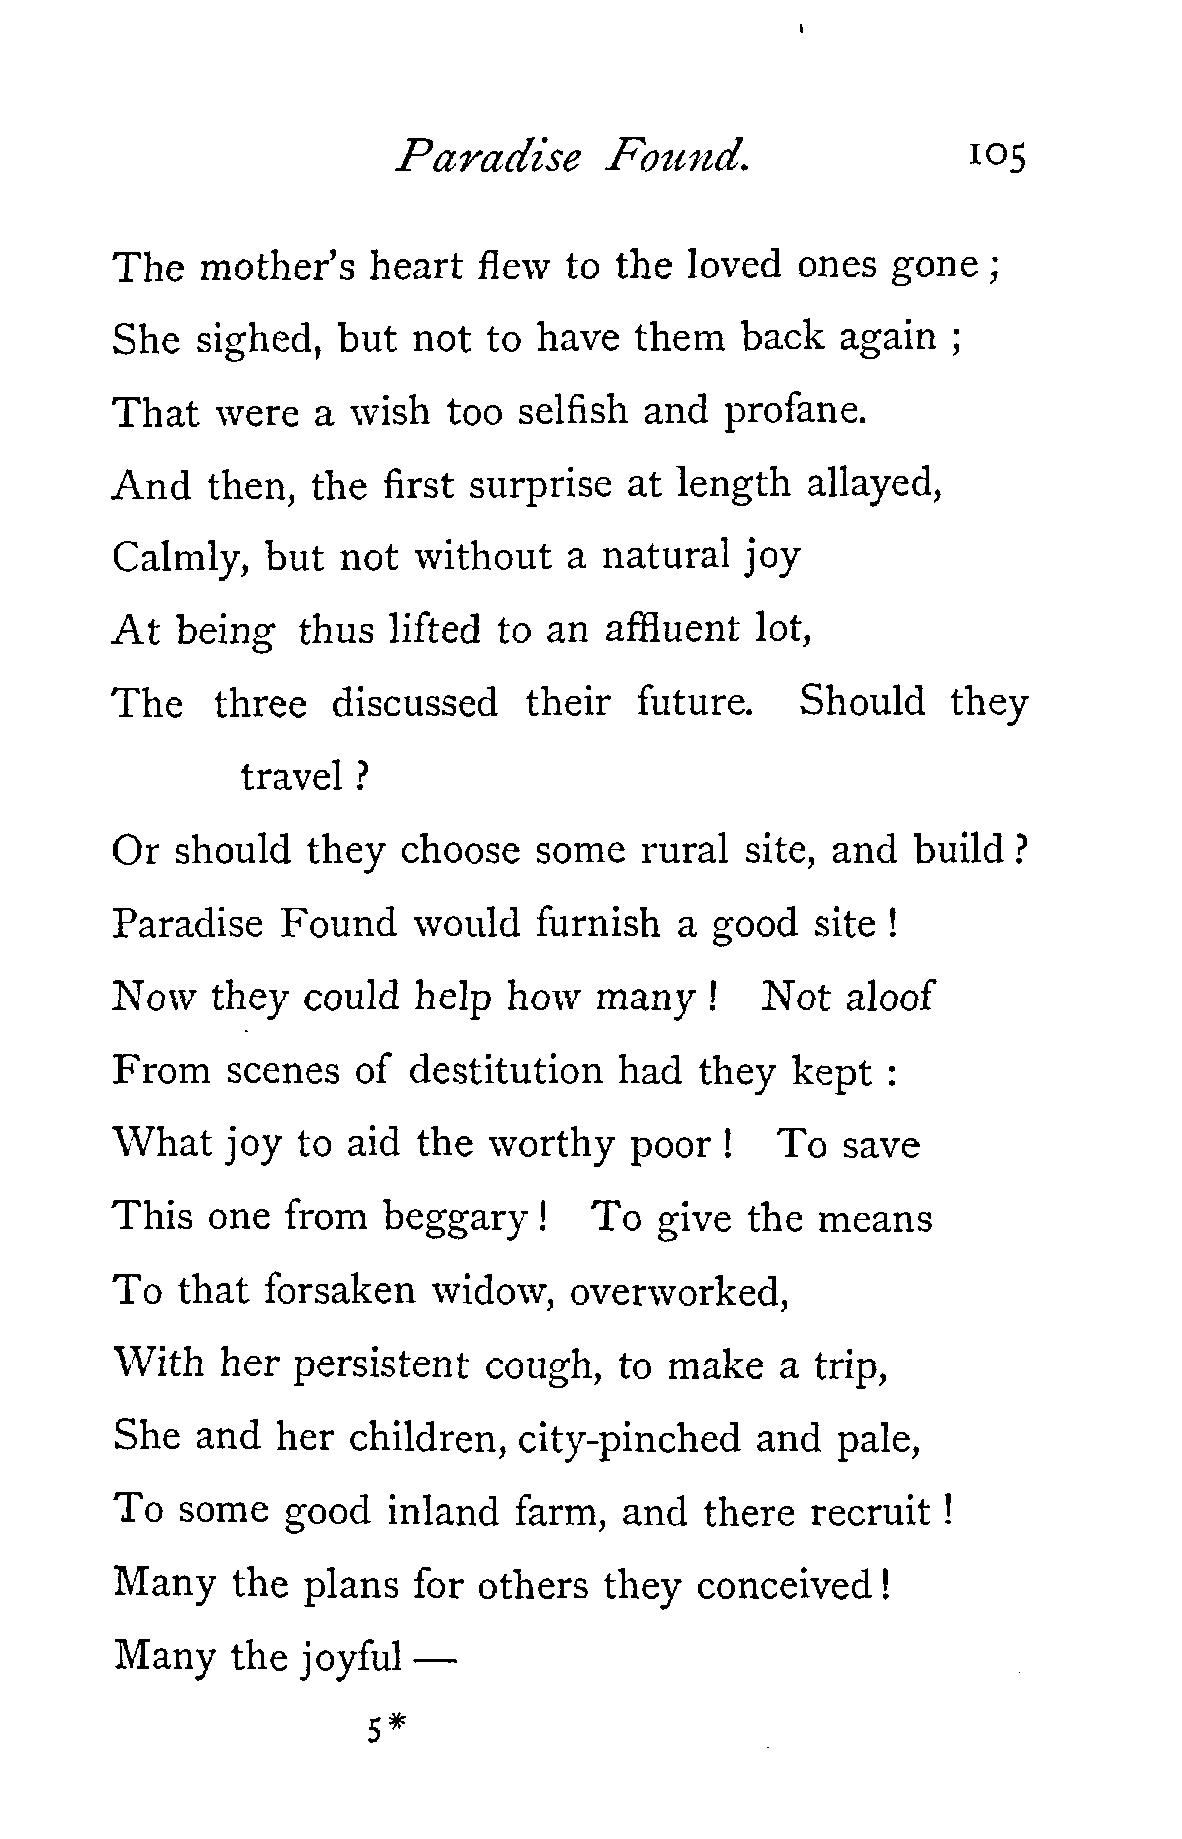 Paradise Found. 105
The mother's heart flew to the loved ones gone ;
She sighed, but not to have them back again ;
That were a wish too selfish and profane.
And then, the first surprise at length allayed,
Calmly, but not without a natural joy
At being thus lifted to an affluent lot,
The three discussed their future. Should they
travel ?
Or should they choose some rural site, and build ?
Paradise Found would furnish a good site !
Now they could help how many ! Not aloof
From scenes of destitution had they kept :
What joy to aid the worthy poor ! To save
This one from beggary ! To give the means
To that forsaken widow, overworked,
With her persistent cough, to make a trip,
She and her children, city-pinched and pale,
To some good inland farm, and there recruit !
Many the plans for others they conceived !
Many the joyful —
5*